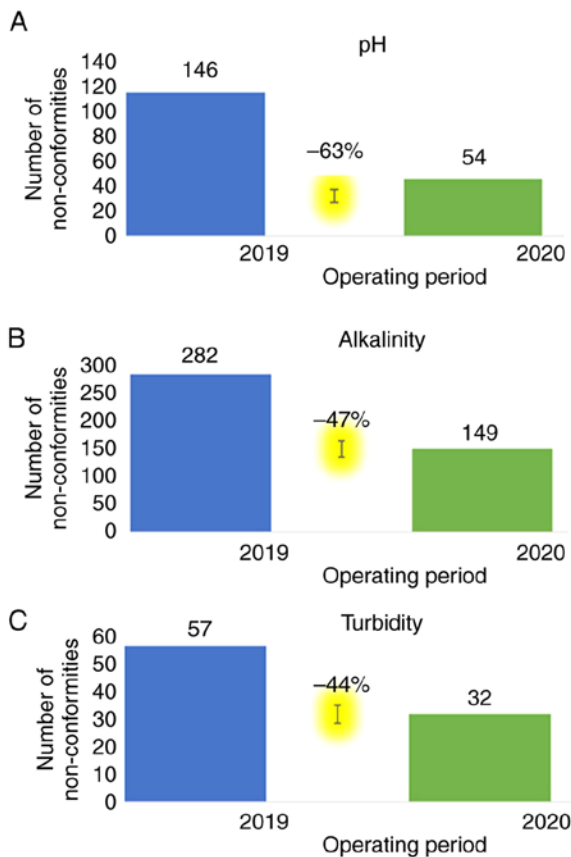 A
pH
Number of
non-conformities
140
120
100
80
60
40
20
0
146
–63%
54
2019
2020
Operating period
B
Alkalinity
Number of
non-conformities
300
250
200
150
100
50
0
282
–47%
149
2019
2020
Operating period
C
Turbidity
Number of
non-conformities
60
50
40
30
20
10
0
57
–44%
32
2019
2020
Operating period